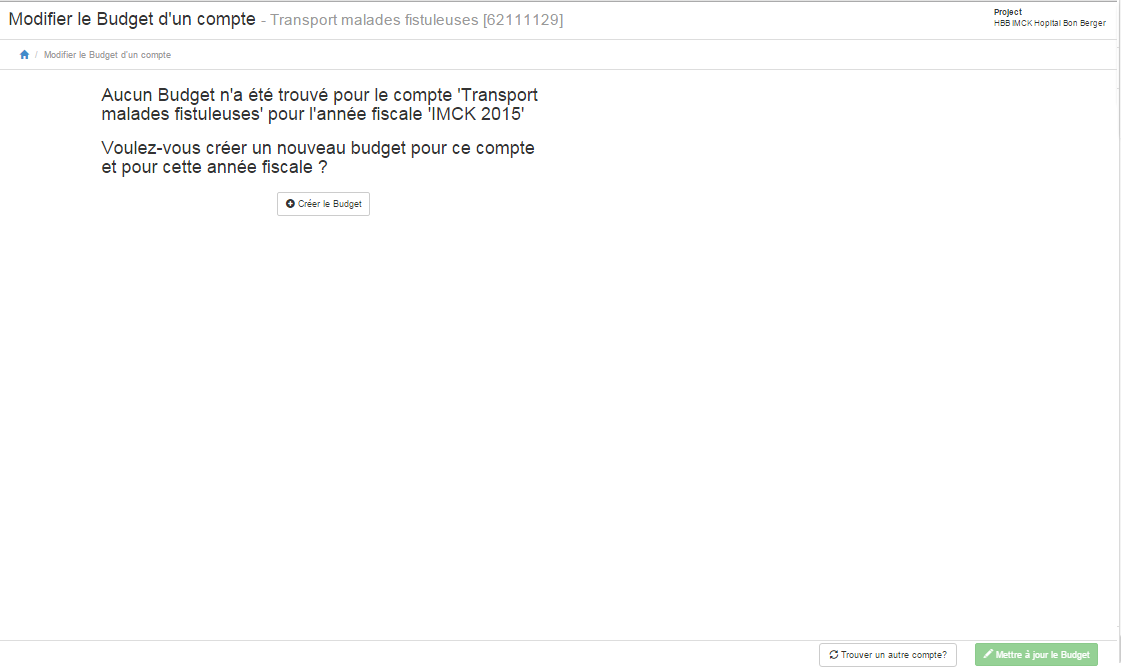 Modifier le Budget d'un compte - Transport malades fistuleuses [62111129]
Project
HBB IMCK Hopital Bon Berger
/ Modifier le Budget d'un compte
Aucun Budget n'a été trouvé pour le compte 'Transport
malades fistuleuses' pour l'année fiscale 'IMCK 2015'
Voulez-vous créer un nouveau budget pour ce compte
et pour cette année fiscale ?
Créer le Budget
Trouver un autre compte?
Mettre à jour le Budget